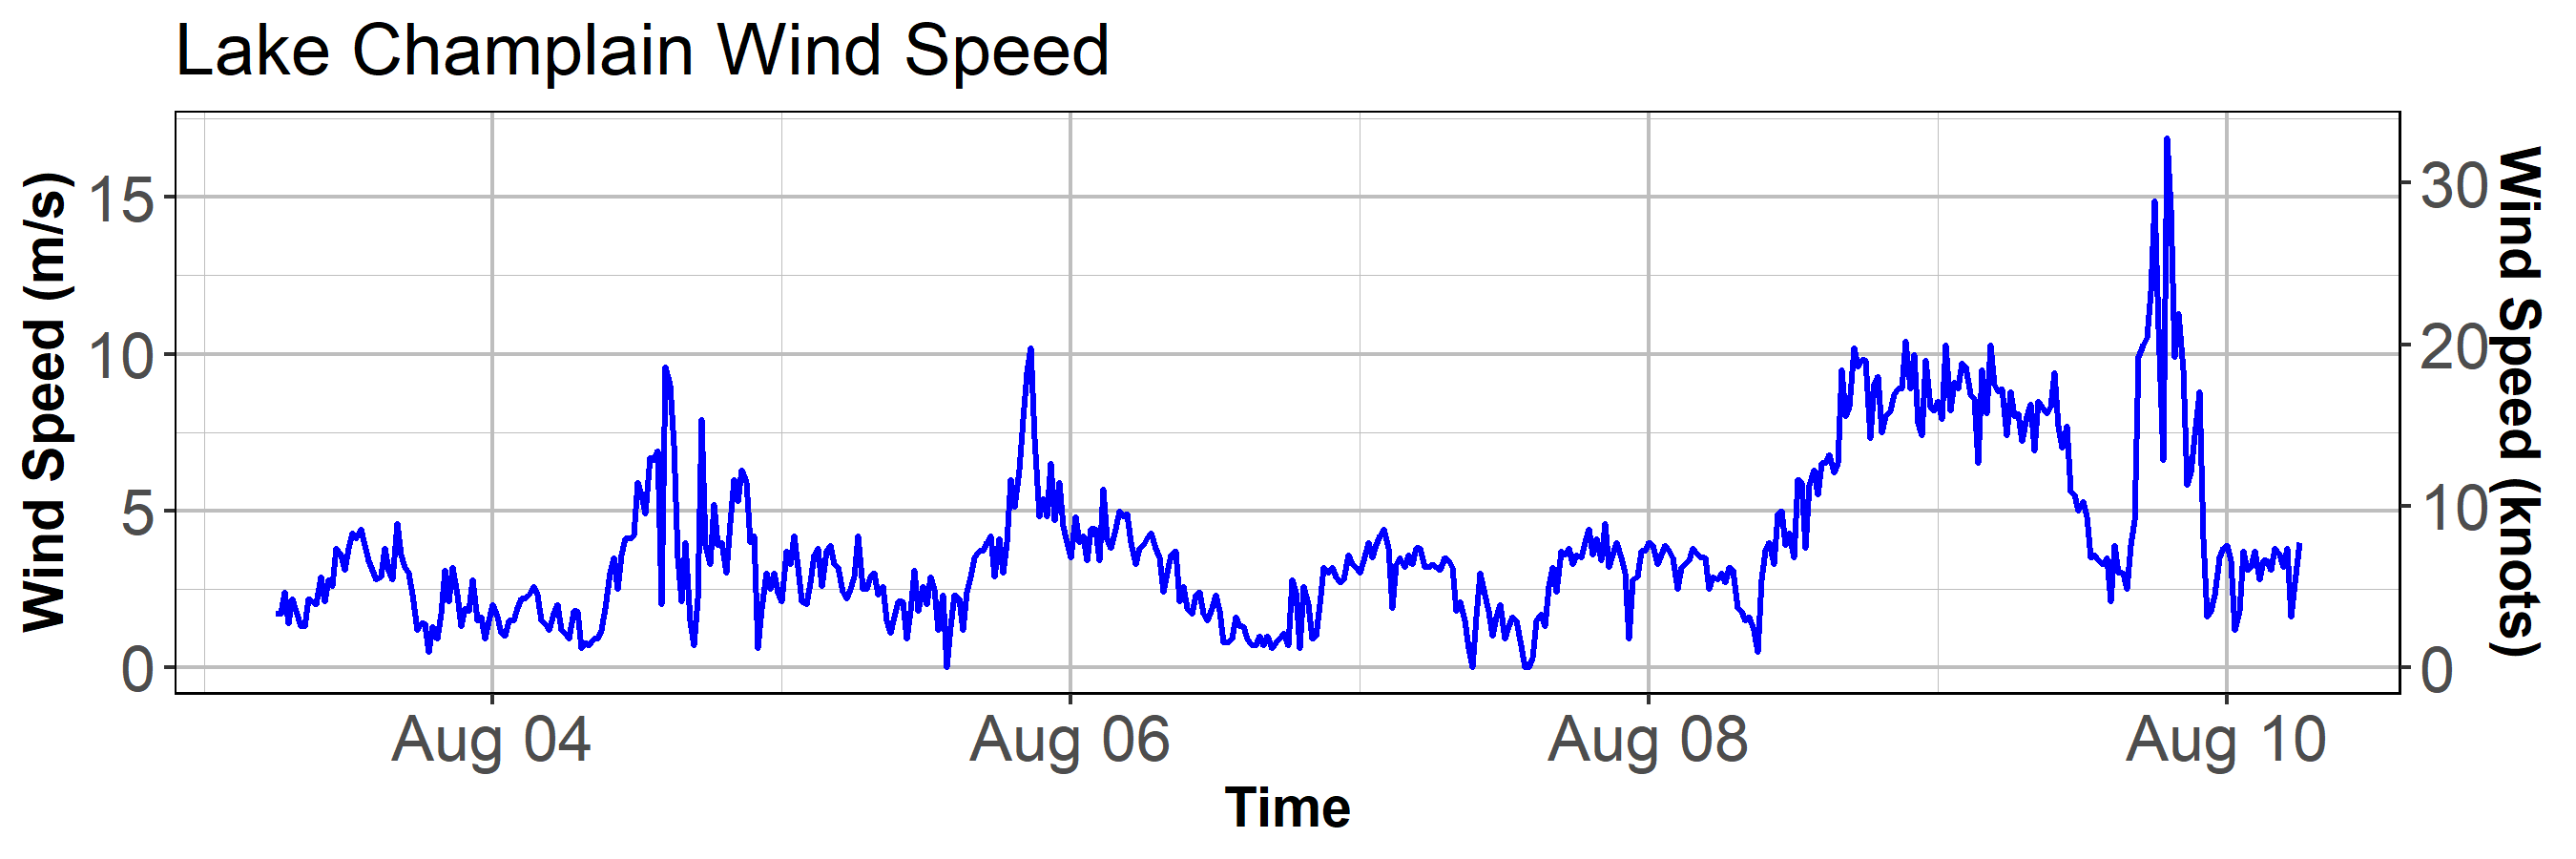 Lake Champlain Wind Speed
Wind Speed (m/s)
15
10
5
0
30
20
10
0
Wind Speed (knots)
Aug 04
Aug 06
Aug 08
Aug 10
Time